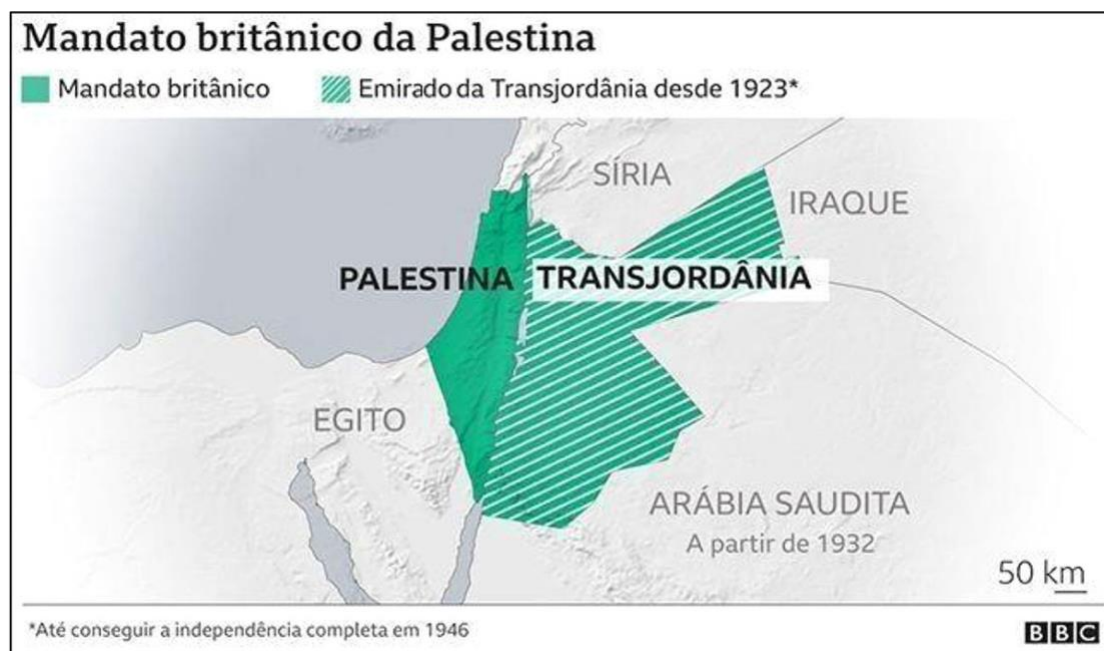 Mandato britânico da Palestina
Mandato britânico
Emirado da Transjordânia desde 1923*
SÍRIA
IRAQUE
PALESTINA
TRANSJORDÂNIA
EGITO
ARÁBIA SAUDITA
A partir de 1932
50 km
*Até conseguir a independência completa em 1946
BBC